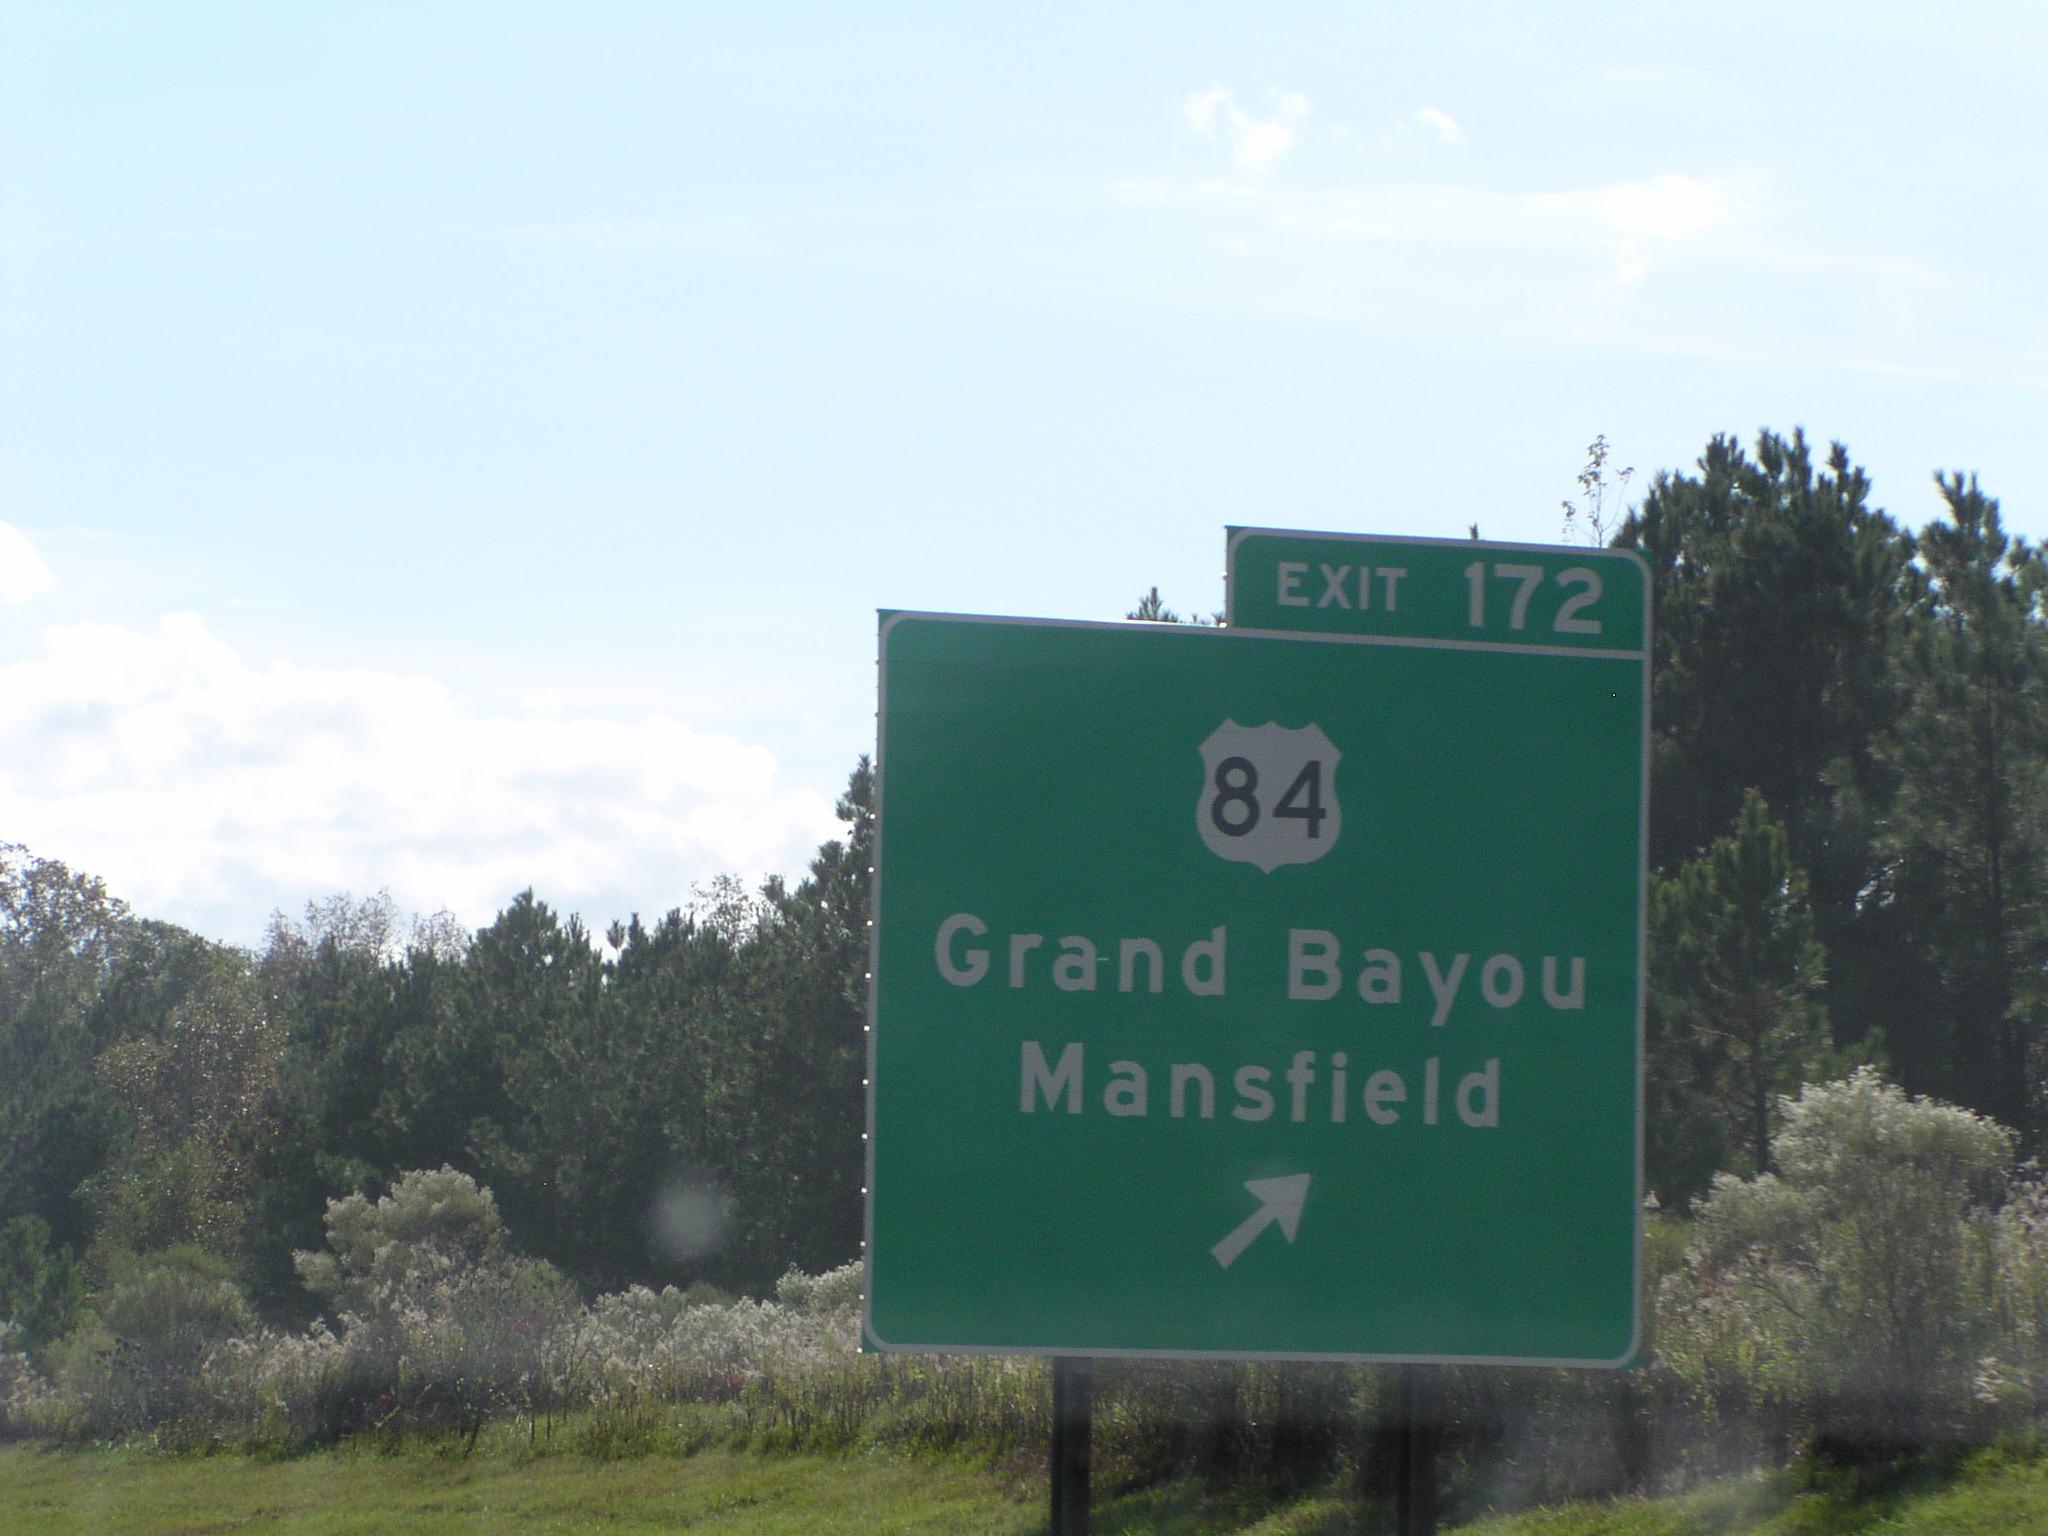 EXIT 172
84
Grand Bayou
Mansfield